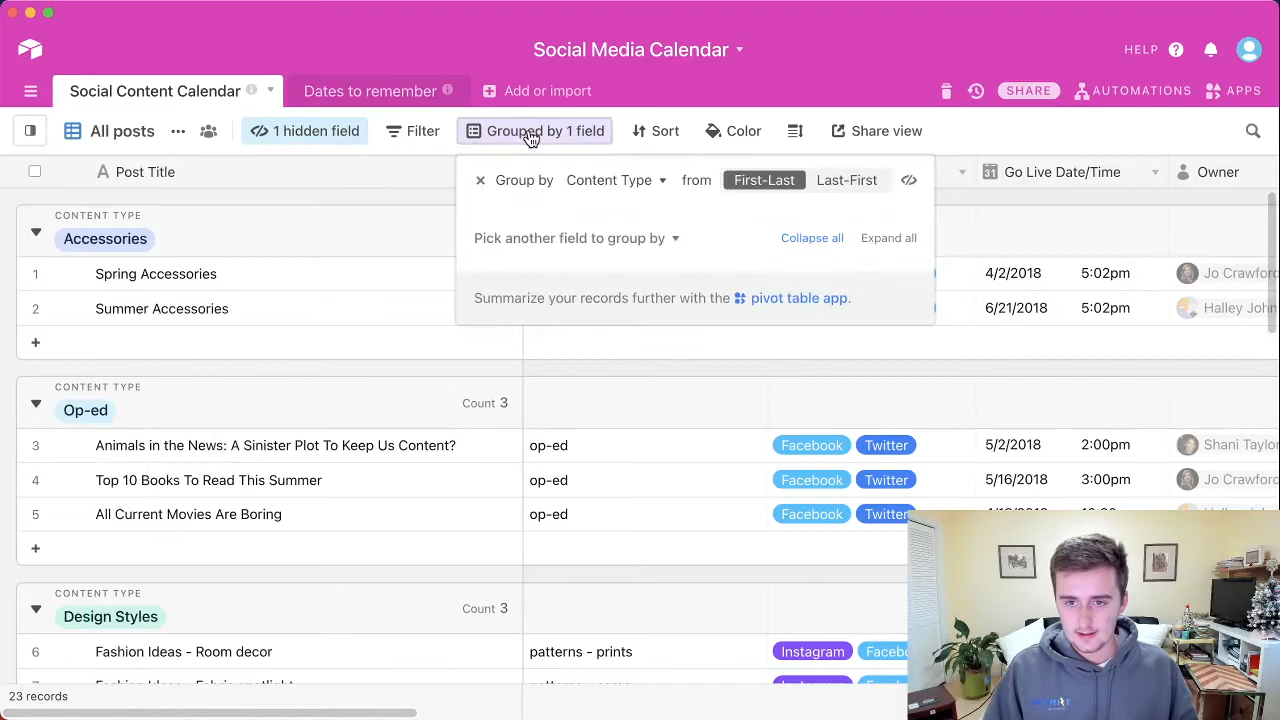 Social Media Calendar
HELP
Social Content Calendar
Dates to remember
Add or import
SHARE
AUTOMATIONS
APPS
All posts
1 hidden field
Filter
Grouped by 1 field
Sort
Color
Share view
Post Title
Group by Content Type from First-Last Last-First
Go Live Date/Time
Owner
CONTENT TYPE
Accessories
Pick another field to group by
Collapse all
Expand all
1 Spring Accessories 4/2/2018 5:02pm Jo Crawford
Summarize your records further with the pivot table app.
2 Summer Accessories 6/21/2018 5:02pm Halley John
CONTENT TYPE
Op-ed
Count 3
3 Animals in the News: A Sinister Plot To Keep Us Content? op-ed Facebook Twitter 5/2/2018 2:00pm Shani Taylo
4 Top 10 Books To Read This Summer op-ed Facebook Twitter 5/16/2018 3:00pm Jo Crawford
5 All Current Movies Are Boring op-ed Facebook Twitter
CONTENT TYPE
Design Styles
Count 3
6 Fashion Ideas - Room decor patterns - prints Instagram Facebo
23 records